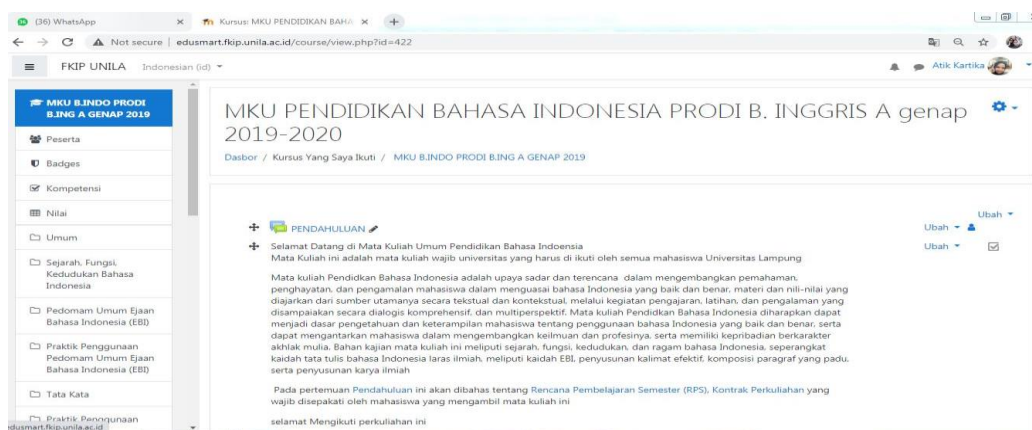 (36) WhatsApp
Kursus: MKU PENDIDIKAN BAHA
Not secure edusmart.fkip.unila.ac.id/course/view.php?id=422
FKIP UNILA Indonesian (id)
Atik Kartika
MKU B.INDO PRODI
B.ING A GENAP 2019
Peserta
Badges
Kompetensi
Nilai
Umum
Sejarah, Fungsi,
Kedudukan Bahasa
Indonesia
Pedomam Umum Ejaan
Bahasa Indonesia (EBI)
Praktik Penggunaan
Pedomam Umum Ejaan
Bahasa Indonesia (EBI)
Tata Kata
Praktik Penggunaan
edusmart.fkip.unila.ac.id
MKU PENDIDIKAN BAHASA INDONESIA PRODI B. INGGRIS A genap
2019-2020
Dasbor / Kursus Yang Saya Ikuti / MKU B.INDO PRODI B.ING A GENAP 2019
Ubah
PENDAHULUAN
Ubah
Selamat Datang di Mata Kuliah Umum Pendidikan Bahasa Indoensia
Ubah
Mata Kuliah ini adalah mata kuliah wajib universitas yang harus di ikuti oleh semua mahasiswa Universitas Lampung
Mata kuliah Pendidkan Bahasa Indonesia adalah upaya sadar dan terencana dalam mengembangkan pemahaman,
penghayatan, dan pengamalan mahasiswa dalam menguasai bahasa Indonesia yang baik dan benar, materi dan nili-nilai yang
diajarkan dari sumber utamanya secara tekstual dan kontekstual, melalui kegiatan pengajaran, latihan, dan pengalaman yang
disampaiakan secara dialogis komprehensif, dan multiperspektif. Mata kuliah Pendidkan Bahasa Indonesia diharapkan dapat
menjadi dasar pengetahuan dan keterampilan mahasiswa tentang penggunaan bahasa Indonesia yang baik dan benar, serta
dapat mengantarkan mahasiswa dalam mengembangkan keilmuan dan profesinya, serta memiliki kepribadian berkarakter
akhlak mulia. Bahan kajian mata kuliah ini meliputi sejarah, fungsi, kedudukan, dan ragam bahasa Indonesia, seperangkat
kaidah tata tulis bahasa Indonesia laras ilmiah, meliputi kaidah EBI, penyusunan kalimat efektif, komposisi paragraf yang padu,
serta penyusunan karya ilmiah
Pada pertemuan Pendahuluan ini akan dibahas tentang Rencana Pembelajaran Semester (RPS), Kontrak Perkuliahan yang
wajib disepakati oleh mahasiswa yang mengambil mata kuliah ini
selamat Mengikuti perkuliahan ini